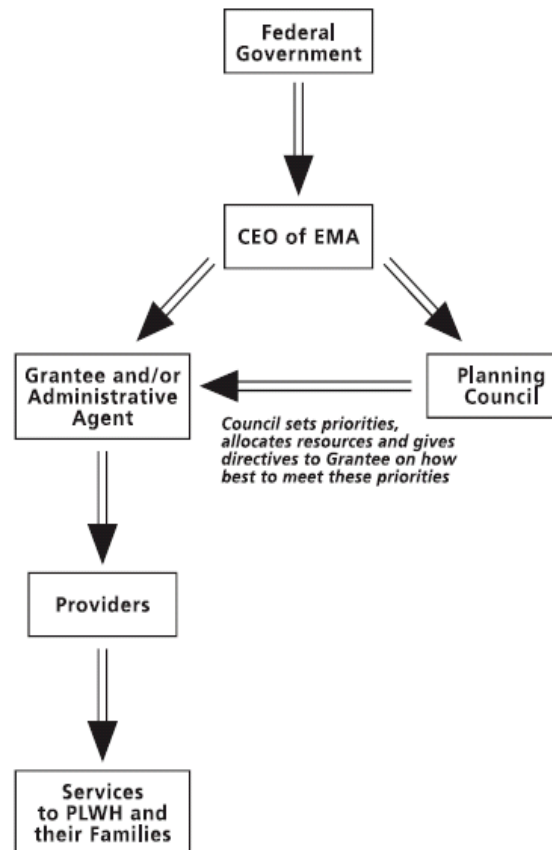 Federal
Government
CEO of EMA
Grantee and/or
Administrative
Agent
Planning
Council
Council sets priorities,
allocates resources and gives
directives to Grantee on how
best to meet these priorities
Providers
Services
to PLWH and
their Families